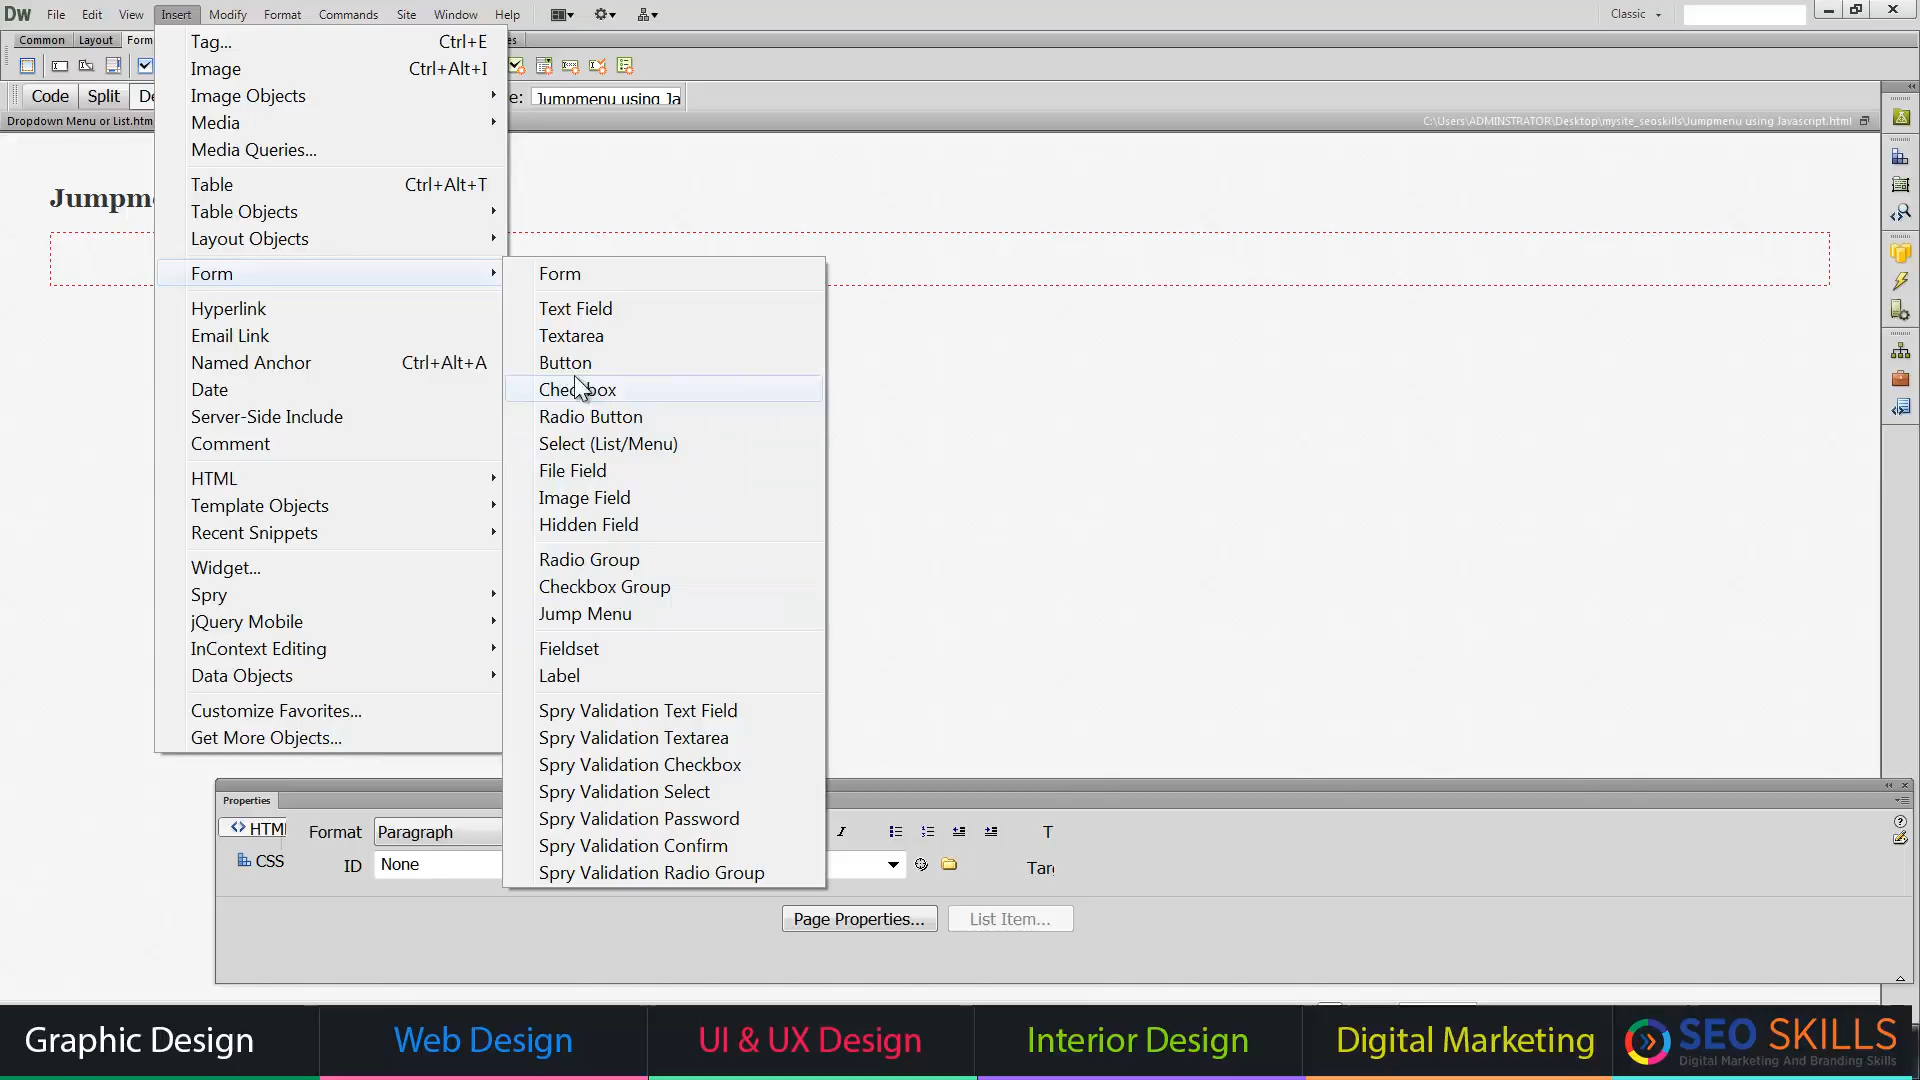 Dw File Edit View Insert Modify Format Commands Site Window Help Classic
Common Layout Form
Code Split De e: Jumpmenu using Ja
Dropdown Menu or List.htm C:\Users\ADMINSTRATOR\Desktop\mysite_seoskills\Jumpmenu using Javascript.html
Jumpme
Tag... Ctrl+E
Image Ctrl+Alt+I
Image Objects
Media
Media Queries...
Table Ctrl+Alt+T
Table Objects
Layout Objects
Form
Hyperlink
Email Link
Named Anchor Ctrl+Alt+A
Date
Server-Side Include
Comment
HTML
Template Objects
Recent Snippets
Widget...
Spry
jQuery Mobile
InContext Editing
Data Objects
Customize Favorites...
Get More Objects...
Form
Text Field
Textarea
Button
Checkbox
Radio Button
Select (List/Menu)
File Field
Image Field
Hidden Field
Radio Group
Checkbox Group
Jump Menu
Fieldset
Label
Spry Validation Text Field
Spry Validation Textarea
Spry Validation Checkbox
Spry Validation Select
Spry Validation Password
Spry Validation Confirm
Spry Validation Radio Group
Properties
<> HTML Format Paragraph I T
CSS ID None Targ
Page Properties... List Item...
Graphic Design Web Design UI & UX Design Interior Design Digital Marketing SEO SKILLS
Digital Marketing And Branding Skills